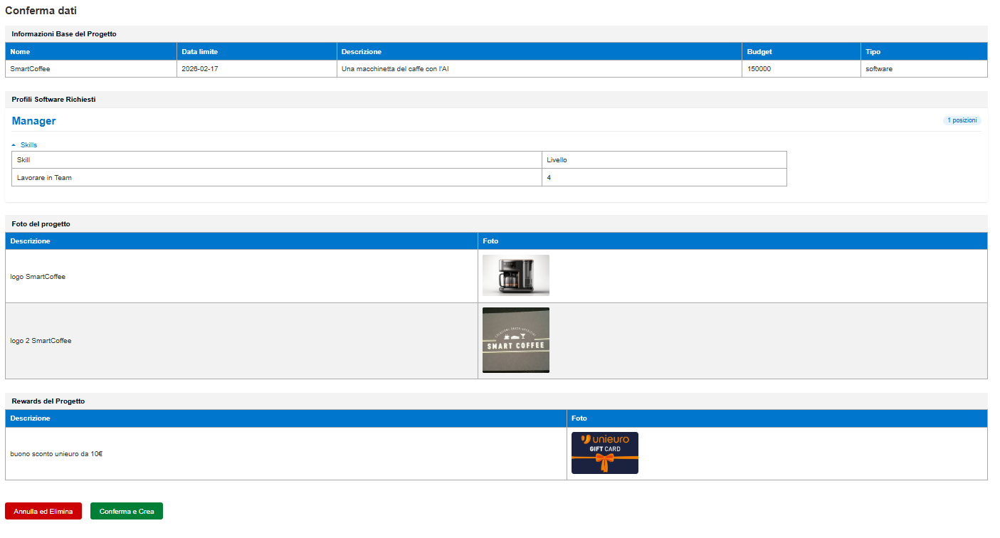 Conferma dati
Informazioni Base del Progetto
Nome Data limite Descrizione Budget Tipo
SmartCoffee 2026-02-17 Una macchinetta del caffe con l'AI 150000 software
Profili Software Richiesti
Manager 1 posizioni
Skills
Skill Livello
Lavorare in Team 4
Foto del progetto
Descrizione Foto
logo SmartCoffee
logo 2 SmartCoffee
SMART COFFEE
Rewards del Progetto
Descrizione Foto
buono sconto unieuro da 10€
unieuro
GIFT CARD
Annulla ed Elimina Conferma e Crea